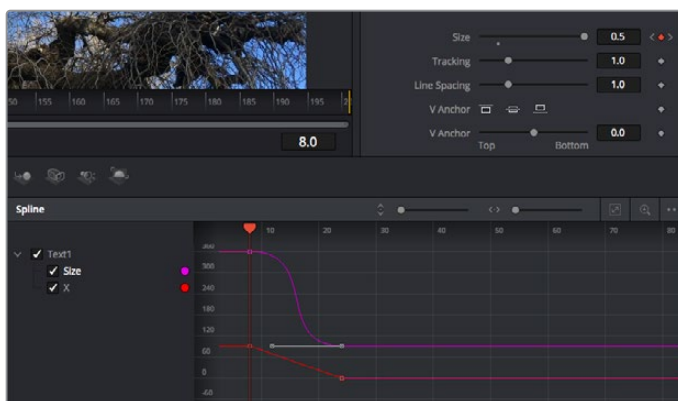 Size 0.5
Tracking 1.0
Line Spacing 1.0
V Anchor
V Anchor 0.0
Top Bottom
50 155 160 165 170 175 180 185 190 195
8.0
Spline
10 20 30 40 50 60 70 80
Text1
Size
X
360
300
240
180
120
60
0
-60